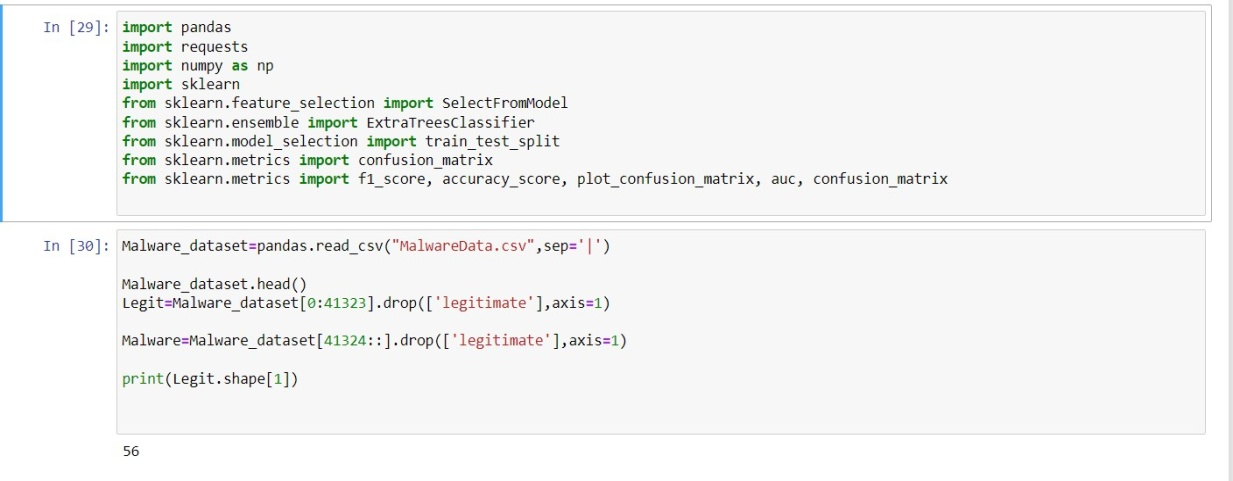 In [29]: import pandas
import requests
import numpy as np
import sklearn
from sklearn.feature_selection import SelectFromModel
from sklearn.ensemble import ExtraTreesClassifier
from sklearn.model_selection import train_test_split
from sklearn.metrics import confusion_matrix
from sklearn.metrics import f1_score, accuracy_score, plot_confusion_matrix, auc, confusion_matrix
In [30]: Malware_dataset=pandas.read_csv("MalwareData.csv",sep='|')
Malware_dataset.head()
Legit=Malware_dataset[0:41323].drop(['legitimate'],axis=1)
Malware=Malware_dataset[41324::].drop(['legitimate'],axis=1)
print(Legit.shape[1])
56